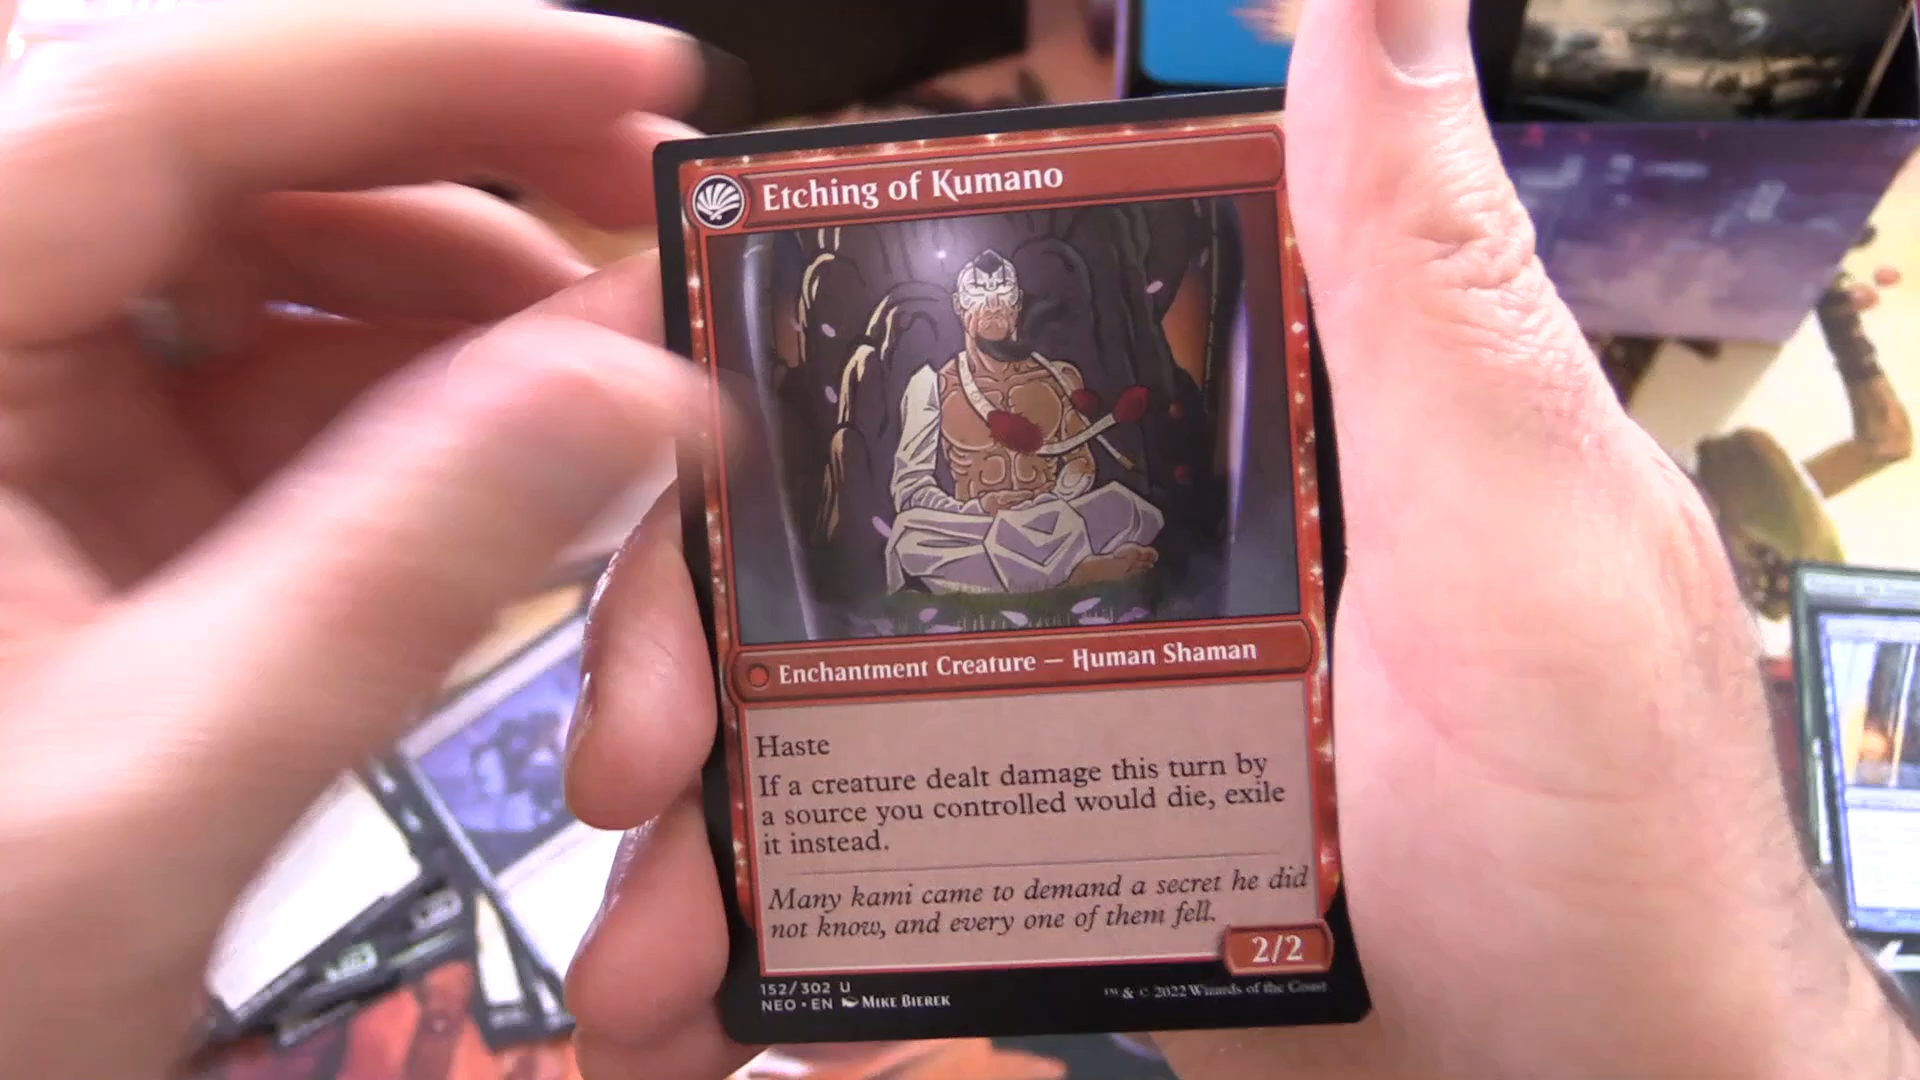 Etching of Kumano
Enchantment Creature — Human Shaman
Haste
If a creature dealt damage this turn by
a source you controlled would die, exile
it instead.
Many kami came to demand a secret he did
not know, and every one of them fell.
2/2
152/302 U
NEO • EN Mike Bierek
™ & © 2022 Wizards of the Coast